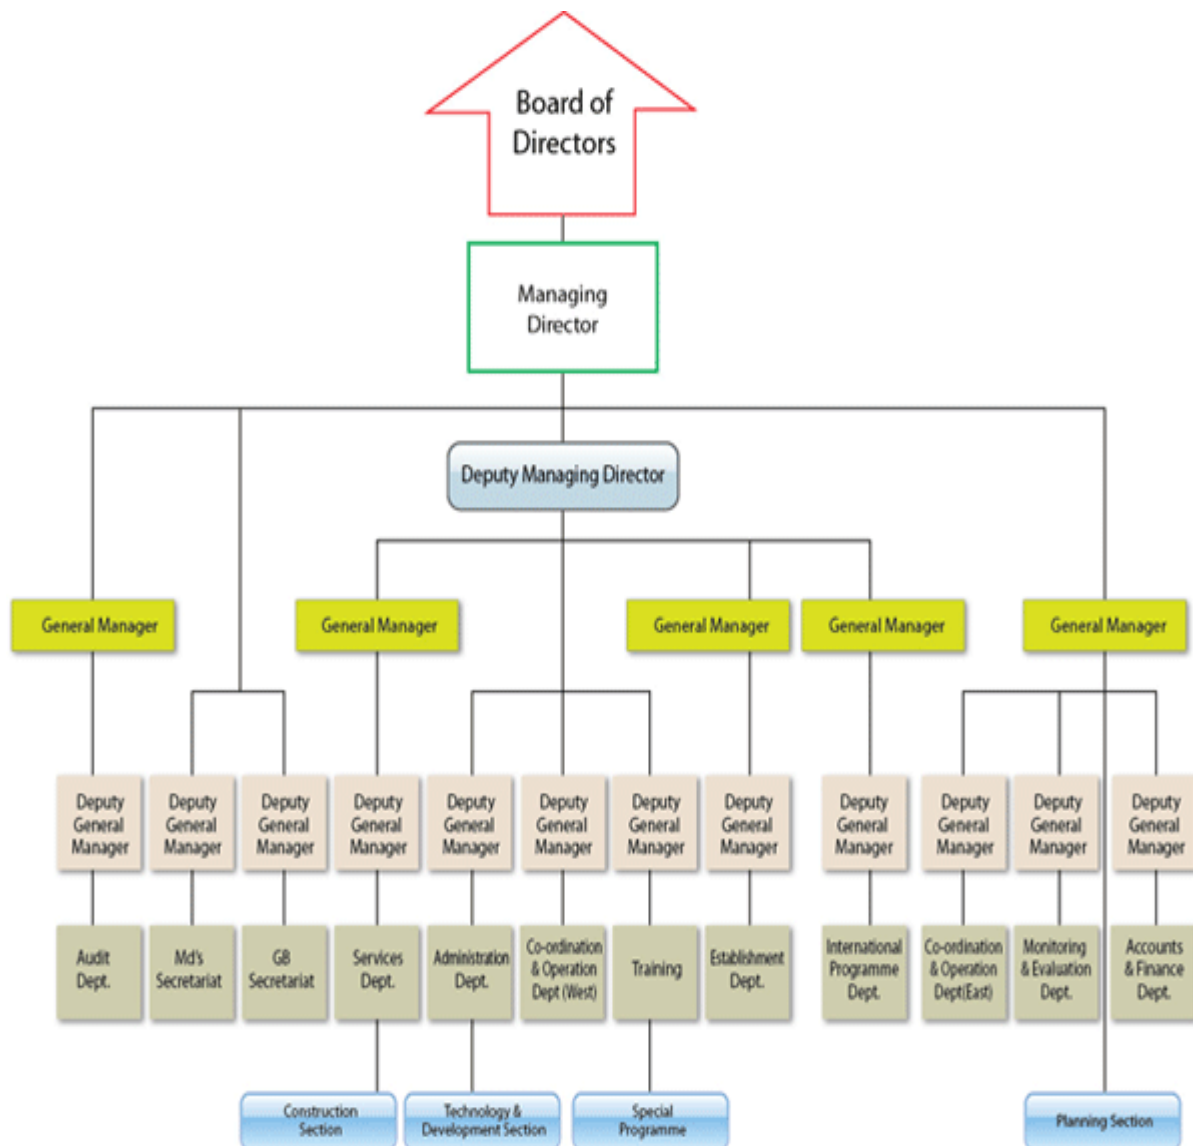 Board of
Directors
Managing
Director
Deputy Managing Director
General Manager
General Manager
General Manager
General Manager
General Manager
Deputy
General
Manager
Deputy
General
Manager
Deputy
General
Manager
Deputy
General
Manager
Deputy
General
Manager
Deputy
General
Manager
Deputy
General
Manager
Deputy
General
Manager
Deputy
General
Manager
Deputy
General
Manager
Deputy
General
Manager
Deputy
General
Manager
Audit
Dept.
Md's
Secretariat
GB
Secretariat
Services
Dept.
Administration
Dept.
Co-ordination
& Operation
Dept (West)
Training
Establishment
Dept.
International
Programme
Dept.
Co-ordination
& Operation
Dept(East)
Monitoring
& Evaluation
Dept.
Accounts
& Finance
Dept.
Construction
Section
Technology &
Development Section
Special
Programme
Planning Section